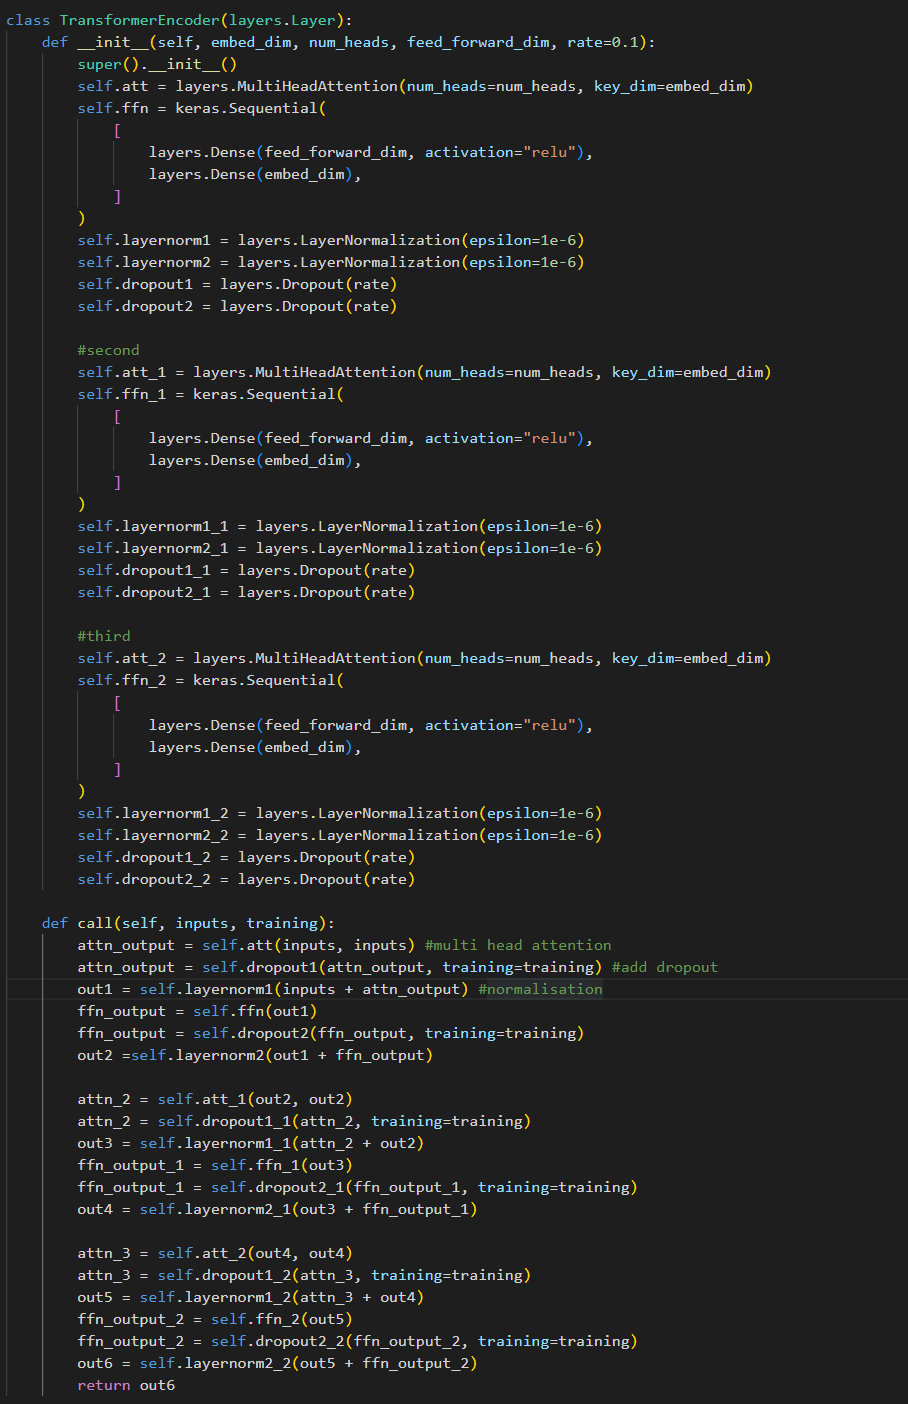 class TransformerEncoder(layers.Layer):
    def __init__(self, embed_dim, num_heads, feed_forward_dim, rate=0.1):
        super().__init__()
        self.att = layers.MultiHeadAttention(num_heads=num_heads, key_dim=embed_dim)
        self.ffn = keras.Sequential(
            [
                layers.Dense(feed_forward_dim, activation="relu"),
                layers.Dense(embed_dim),
            ]
        )
        self.layernorm1 = layers.LayerNormalization(epsilon=1e-6)
        self.layernorm2 = layers.LayerNormalization(epsilon=1e-6)
        self.dropout1 = layers.Dropout(rate)
        self.dropout2 = layers.Dropout(rate)

        #second
        self.att_1 = layers.MultiHeadAttention(num_heads=num_heads, key_dim=embed_dim)
        self.ffn_1 = keras.Sequential(
            [
                layers.Dense(feed_forward_dim, activation="relu"),
                layers.Dense(embed_dim),
            ]
        )
        self.layernorm1_1 = layers.LayerNormalization(epsilon=1e-6)
        self.layernorm2_1 = layers.LayerNormalization(epsilon=1e-6)
        self.dropout1_1 = layers.Dropout(rate)
        self.dropout2_1 = layers.Dropout(rate)

        #third
        self.att_2 = layers.MultiHeadAttention(num_heads=num_heads, key_dim=embed_dim)
        self.ffn_2 = keras.Sequential(
            [
                layers.Dense(feed_forward_dim, activation="relu"),
                layers.Dense(embed_dim),
            ]
        )
        self.layernorm1_2 = layers.LayerNormalization(epsilon=1e-6)
        self.layernorm2_2 = layers.LayerNormalization(epsilon=1e-6)
        self.dropout1_2 = layers.Dropout(rate)
        self.dropout2_2 = layers.Dropout(rate)

    def call(self, inputs, training):
        attn_output = self.att(inputs, inputs) #multi head attention
        attn_output = self.dropout1(attn_output, training=training) #add dropout
        out1 = self.layernorm1(inputs + attn_output) #normalisation
        ffn_output = self.ffn(out1)
        ffn_output = self.dropout2(ffn_output, training=training)
        out2 =self.layernorm2(out1 + ffn_output)

        attn_2 = self.att_1(out2, out2)
        attn_2 = self.dropout1_1(attn_2, training=training)
        out3 = self.layernorm1_1(attn_2 + out2)
        ffn_output_1 = self.ffn_1(out3)
        ffn_output_1 = self.dropout2_1(ffn_output_1, training=training)
        out4 = self.layernorm2_1(out3 + ffn_output_1)

        attn_3 = self.att_2(out4, out4)
        attn_3 = self.dropout1_2(attn_3, training=training)
        out5 = self.layernorm1_2(attn_3 + out4)
        ffn_output_2 = self.ffn_2(out5)
        ffn_output_2 = self.dropout2_2(ffn_output_2, training=training)
        out6 = self.layernorm2_2(out5 + ffn_output_2)
        return out6